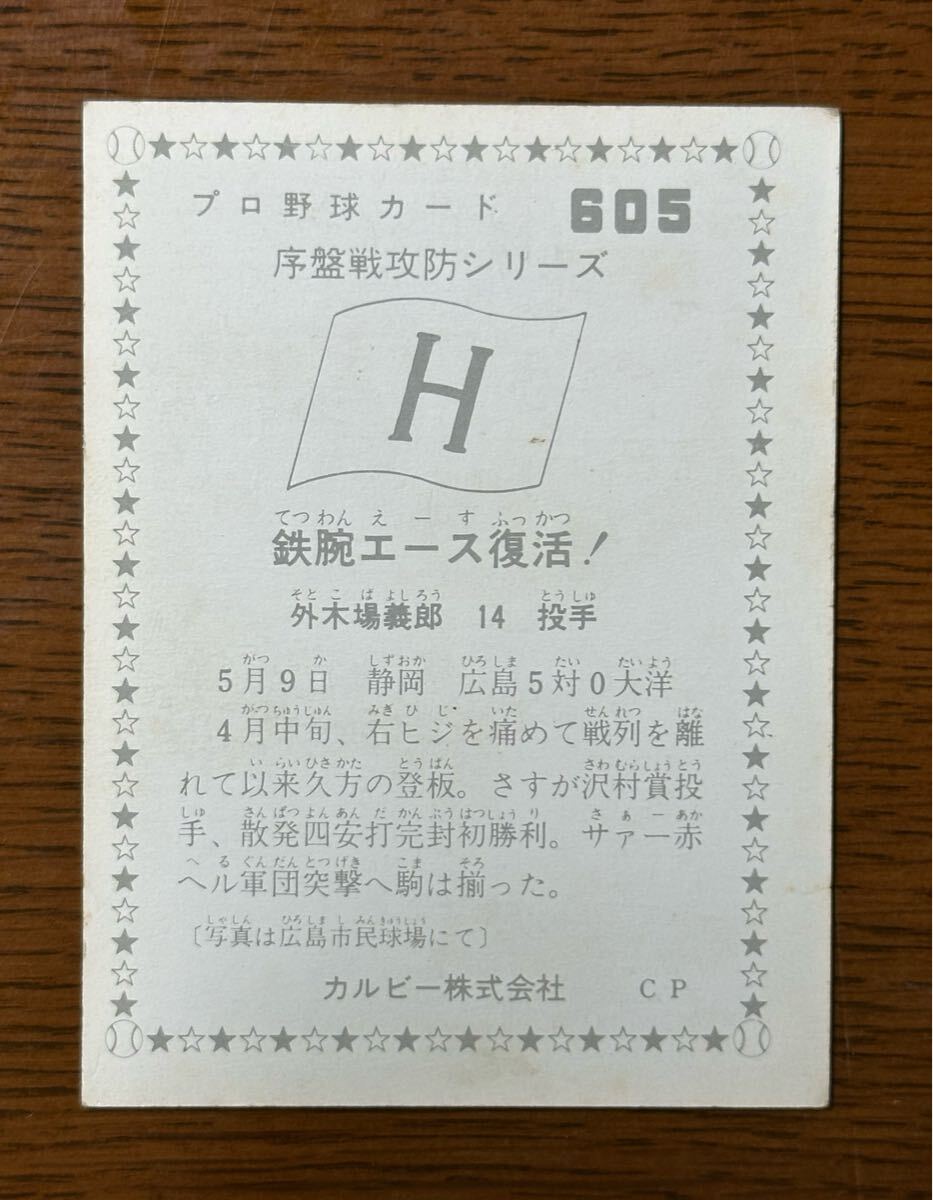 プロ野球カード 605
序盤戦攻防シリーズ
H
てつわんえーすふっかつ
鉄腕エース復活!
そとこばよしろう とうしゅ
外木場義郎 14 投手
がつ か しずおか ひろしま たい たいよう
5月9日 静岡 広島5対0大洋
がつちゅうじゅん みぎひじ いた せんれつ はな
4月中旬、右ヒジを痛めて戦列を離
いらいひさかた とうばん さわむらしょうとう
れて以来久方の登板。さすが沢村賞投
しゅ さんぱつよんあんだかんぷうはつしょうり さぁーあか
手、散発四安打完封初勝利。サァー赤
へるぐんだんとつげき こま そろ
ヘル軍団突撃へ駒は揃った。
しゃしん ひろしましみんきゅうじょう
〔写真は広島市民球場にて〕
カルビー株式会社 CP